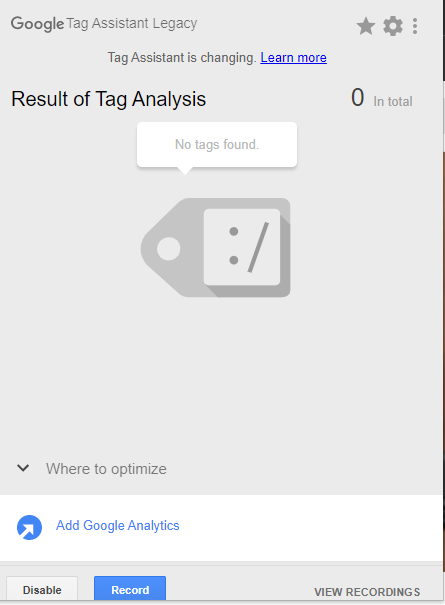 Google Tag Assistant Legacy
Tag Assistant is changing. Learn more
Result of Tag Analysis 0 In total
No tags found.
:/
Where to optimize
Add Google Analytics
Disable Record VIEW RECORDINGS